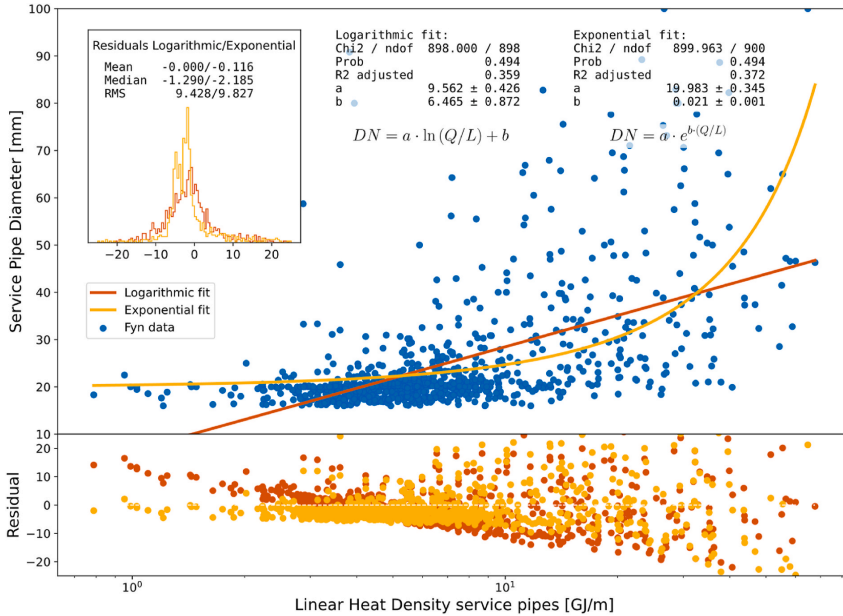 Service Pipe Diameter [mm]
100
90
80
70
60
50
40
30
20
10
Residuals Logarithmic/Exponential
Mean -0.000/-0.116
Median -1.290/-2.185
RMS 9.428/9.827
−20 −10 0 10 20
Logarithmic fit:
Chi2 / ndof 898.000 / 898
Prob 0.494
R2 adjusted 0.359
a 9.562 ± 0.426
b 6.465 ± 0.872
DN = a · ln (Q/L) + b
Exponential fit:
Chi2 / ndof 899.963 / 900
Prob 0.494
R2 adjusted 0.372
a 19.983 ± 0.345
b 0.021 ± 0.001
DN = a · e^{b·(Q/L)}
Logarithmic fit
Exponential fit
Fyn data
Residual
20
10
0
−10
−20
10⁰ 10¹
Linear Heat Density service pipes [GJ/m]